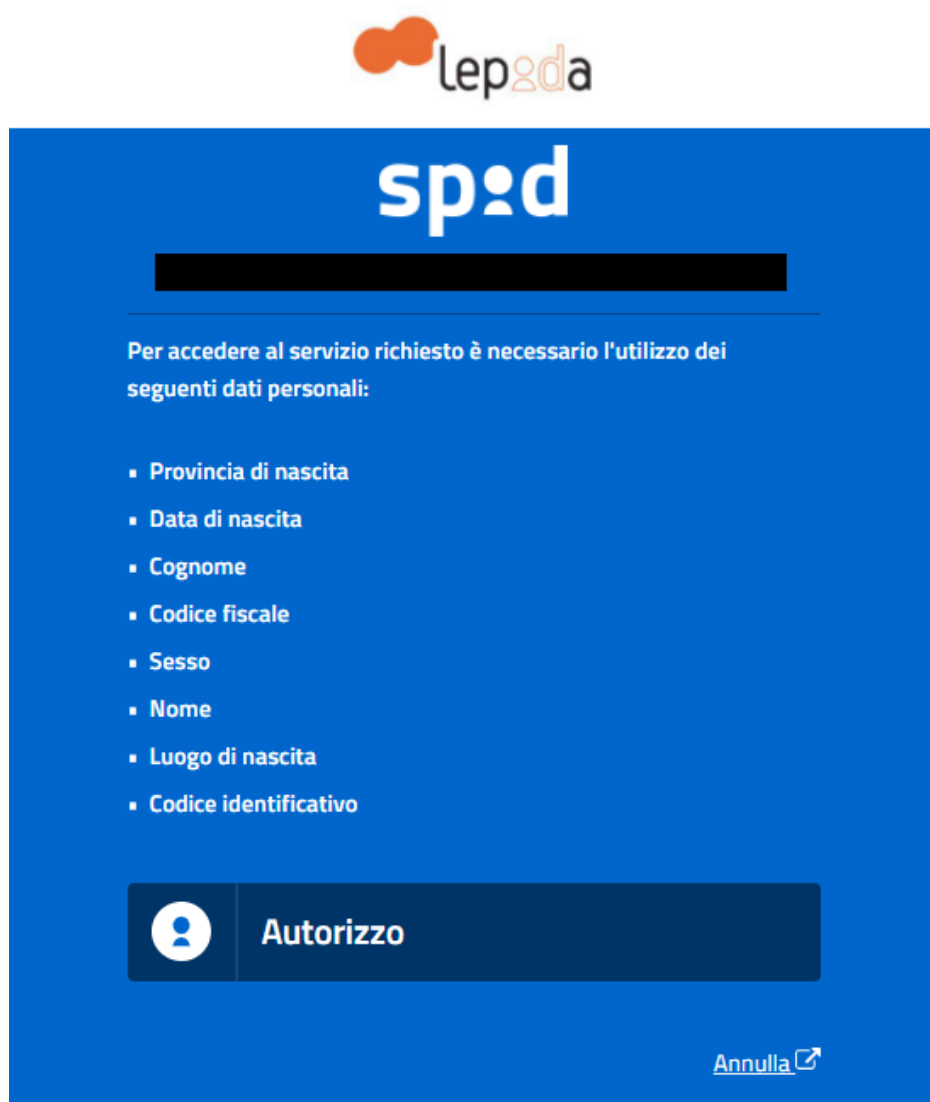 lepida
spid
Per accedere al servizio richiesto è necessario l'utilizzo dei
seguenti dati personali:
Provincia di nascita
Data di nascita
Cognome
Codice fiscale
Sesso
Nome
Luogo di nascita
Codice identificativo
Autorizzo
Annulla